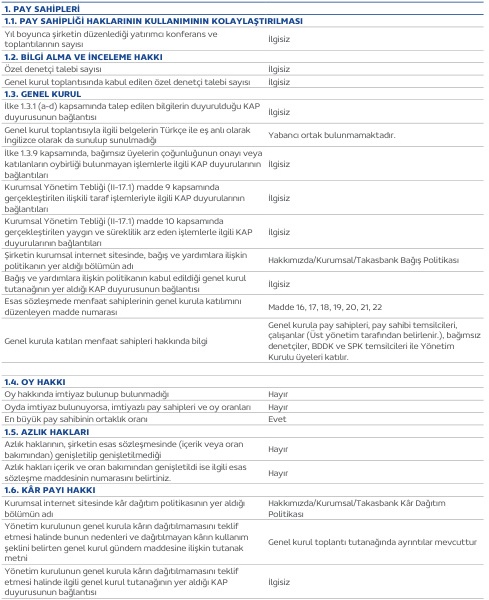 1. PAY SAHİPLERİ
1.1. PAY SAHİPLİĞİ HAKLARININ KULLANIMININ KOLAYLAŞTIRILMASI
Yıl boyunca şirketin düzenlediği yatırımcı konferans ve
toplantılarının sayısı
İlgisiz
1.2. BİLGİ ALMA VE İNCELEME HAKKI
Özel denetçi talebi sayısı
İlgisiz
Genel kurul toplantısında kabul edilen özel denetçi talebi sayısı
İlgisiz
1.3. GENEL KURUL
İlke 1.3.1 (a-d) kapsamında talep edilen bilgilerin duyurulduğu KAP
duyurusunun bağlantısı
İlgisiz
Genel kurul toplantısıyla ilgili belgelerin Türkçe ile eş anlı olarak
İngilizce olarak da sunulup sunulmadığı
Yabancı ortak bulunmamaktadır.
İlke 1.3.9 kapsamında, bağımsız üyelerin çoğunluğunun onayı veya
katılanların oybirliği bulunmayan işlemlerle ilgili KAP duyurularının
bağlantıları
İlgisiz
Kurumsal Yönetim Tebliği (II-17.1) madde 9 kapsamında
gerçekleştirilen ilişkili taraf işlemleriyle ilgili KAP duyurularının
bağlantıları
İlgisiz
Kurumsal Yönetim Tebliği (II-17.1) madde 10 kapsamında
gerçekleştirilen yaygın ve süreklilik arz eden işlemlerle ilgili KAP
duyurularının bağlantıları
İlgisiz
Şirketin kurumsal internet sitesinde, bağış ve yardımlara ilişkin
politikanın yer aldığı bölümün adı
Hakkımızda/Kurumsal/Takasbank Bağış Politikası
Bağış ve yardımlara ilişkin politikanın kabul edildiği genel kurul
tutanağının yer aldığı KAP duyurusunun bağlantısı
İlgisiz
Esas sözleşmede menfaat sahiplerinin genel kurula katılımını
düzenleyen madde numarası
Madde 16, 17, 18, 19, 20, 21, 22
Genel kurula katılan menfaat sahipleri hakkında bilgi
Genel kurula pay sahipleri, pay sahibi temsilcileri,
çalışanlar (Üst yönetim tarafından belirlenir.), bağımsız
denetçiler, BDDK ve SPK temsilcileri ile Yönetim
Kurulu üyeleri katılır.
1.4. OY HAKKI
Oy hakkında imtiyaz bulunup bulunmadığı
Hayır
Oyda imtiyaz bulunuyorsa, imtiyazlı pay sahipleri ve oy oranları
Hayır
En büyük pay sahibinin ortaklık oranı
Evet
1.5. AZLIK HAKLARI
Azlık haklarının, şirketin esas sözleşmesinde (içerik veya oran
bakımından) genişletilip genişletilmediği
Hayır
Azlık hakları içerik ve oran bakımından genişletildi ise ilgili esas
sözleşme maddesinin numarasını belirtiniz.
Hayır
1.6. KÂR PAYI HAKKI
Kurumsal internet sitesinde kâr dağıtım politikasının yer aldığı
bölümün adı
Hakkımızda/Kurumsal/Takasbank Kâr Dağıtım
Politikası
Yönetim kurulunun genel kurula kârın dağıtılmamasını teklif
etmesi halinde bunun nedenleri ve dağıtılmayan kârın kullanım
şeklini belirten genel kurul gündem maddesine ilişkin tutanak
metni
Genel kurul toplantı tutanağında ayrıntılar mevcuttur
Yönetim kurulunun genel kurula kârın dağıtılmamasını teklif
etmesi halinde ilgili genel kurul tutanağının yer aldığı KAP
duyurusunun bağlantısı
İlgisiz